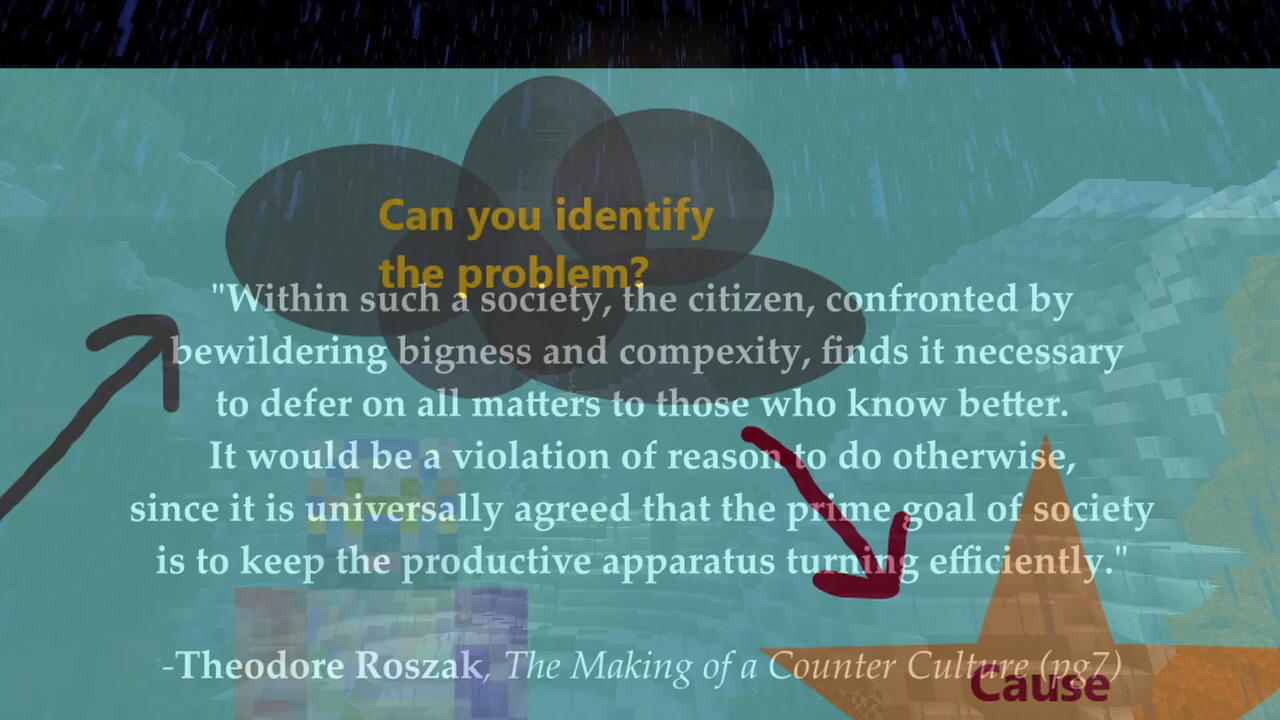 Can you identify
the problem?
"Within such a society, the citizen, confronted by
bewildering bigness and compexity, finds it necessary
to defer on all matters to those who know better.
It would be a violation of reason to do otherwise,
since it is universally agreed that the prime goal of society
is to keep the productive apparatus turning efficiently."
-Theodore Roszak, The Making of a Counter Culture (pg7)
Cause